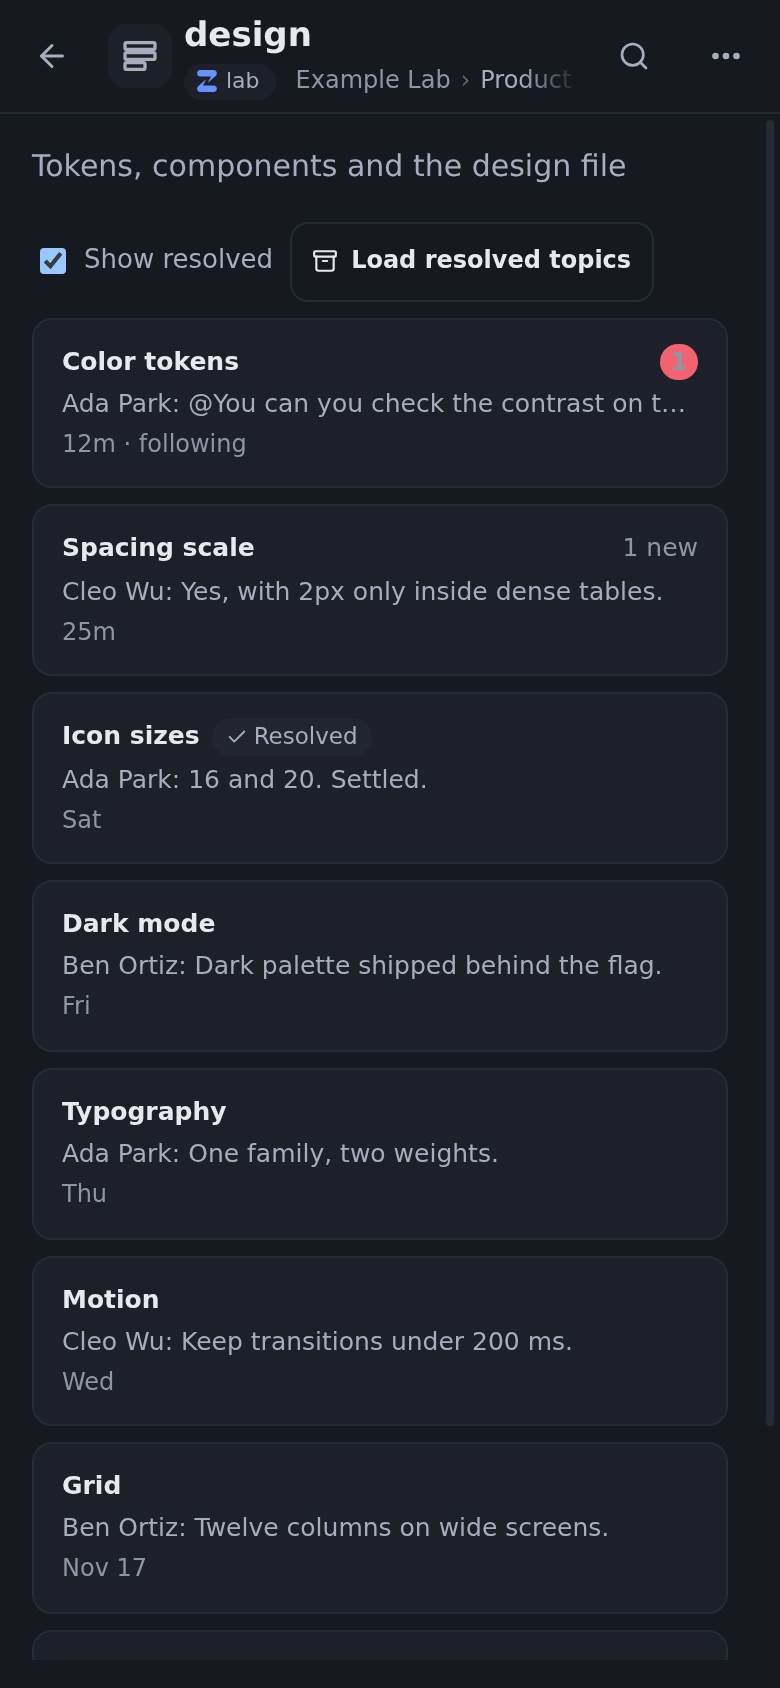 design
lab Example Lab › Product
Tokens, components and the design file
Show resolved
Load resolved topics
Color tokens 1
Ada Park: @You can you check the contrast on t…
12m · following
Spacing scale 1 new
Cleo Wu: Yes, with 2px only inside dense tables.
25m
Icon sizes Resolved
Ada Park: 16 and 20. Settled.
Sat
Dark mode
Ben Ortiz: Dark palette shipped behind the flag.
Fri
Typography
Ada Park: One family, two weights.
Thu
Motion
Cleo Wu: Keep transitions under 200 ms.
Wed
Grid
Ben Ortiz: Twelve columns on wide screens.
Nov 17